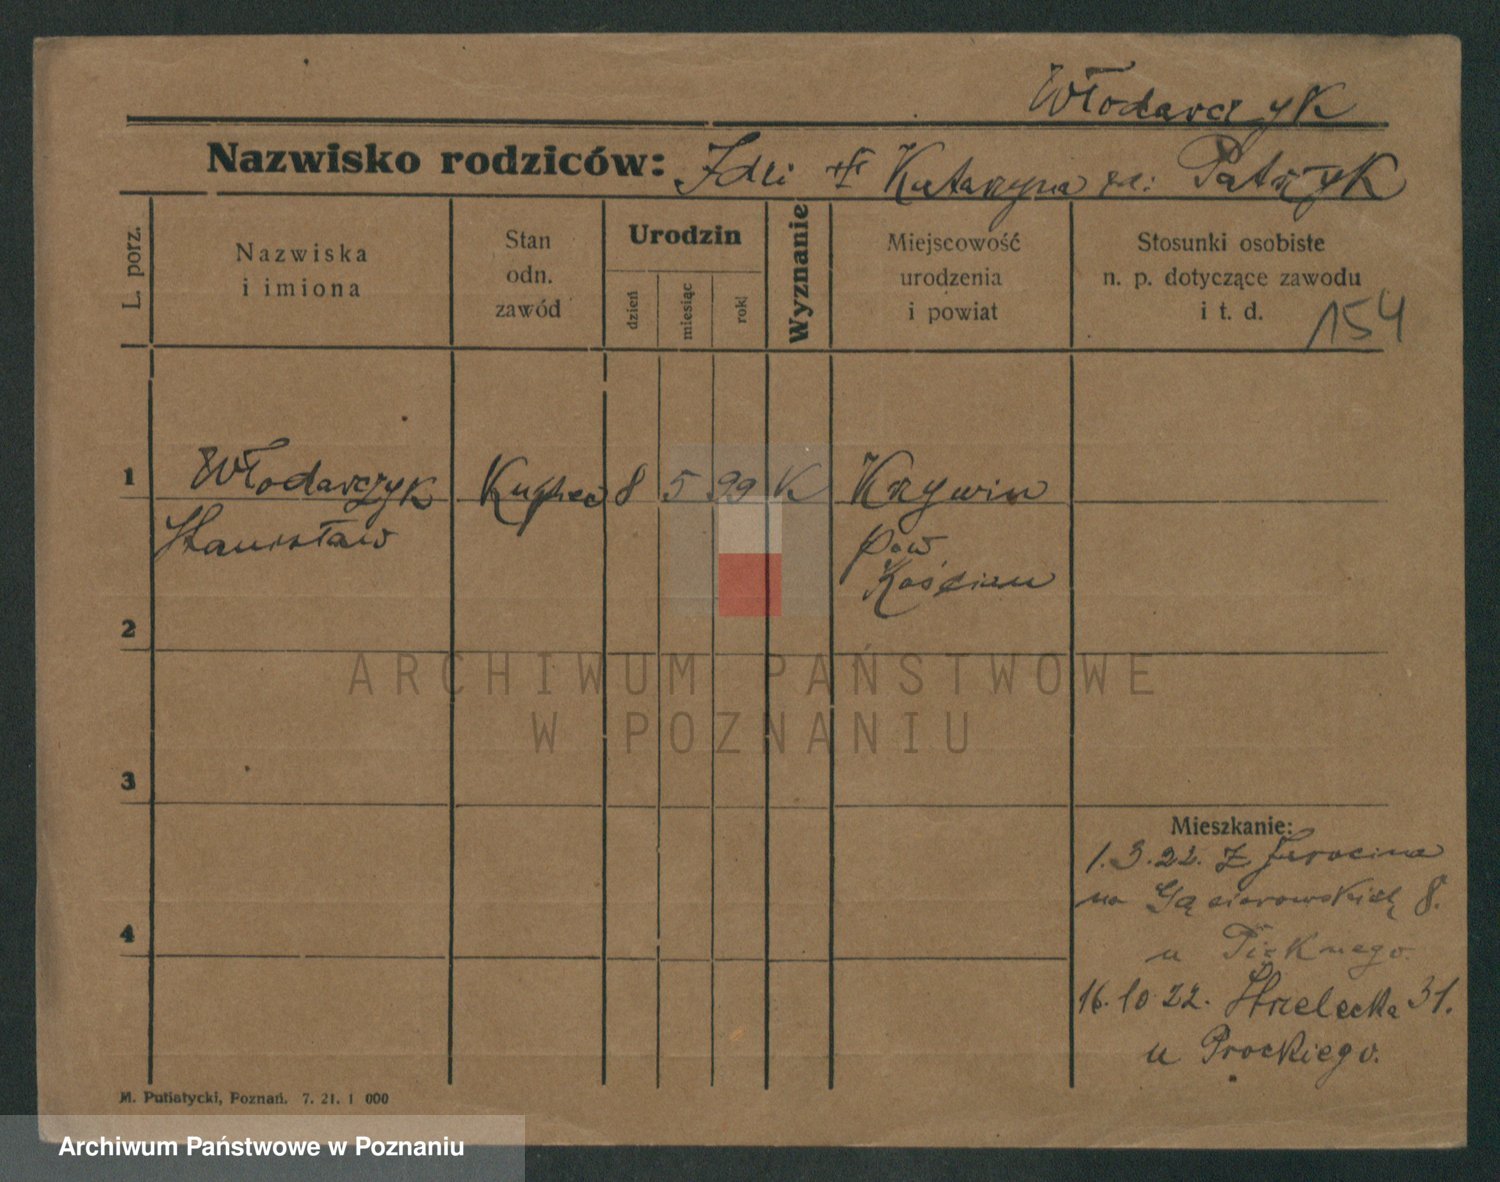 Włodarczyk
Nazwisko rodziców: Idzi Katarzyna Patrzyk
L. porz.
Nazwiska
i imiona
Stan
odn.
zawód
Urodzin
dzień
miesiąc
rok
Wyznanie
Miejscowość
urodzenia
i powiat
Stosunki osobiste
n. p. dotyczące zawodu
i t. d.
154
1 Włodarczyk Kupiec 8 5 99 K Krzywin
Stanisław pow
Kościan
2
3
4
ARCHIWUM PAŃSTWOWE
W POZNANIU
Mieszkanie:
1.3.22. z Jarocina
na Gąsiorowskich 8.
u Pięknego.
16.10.22. Strzelecka 31.
u Prockiego.
M. Putiatycki, Poznań. 7. 21. 1 000
Archiwum Państwowe w Poznaniu